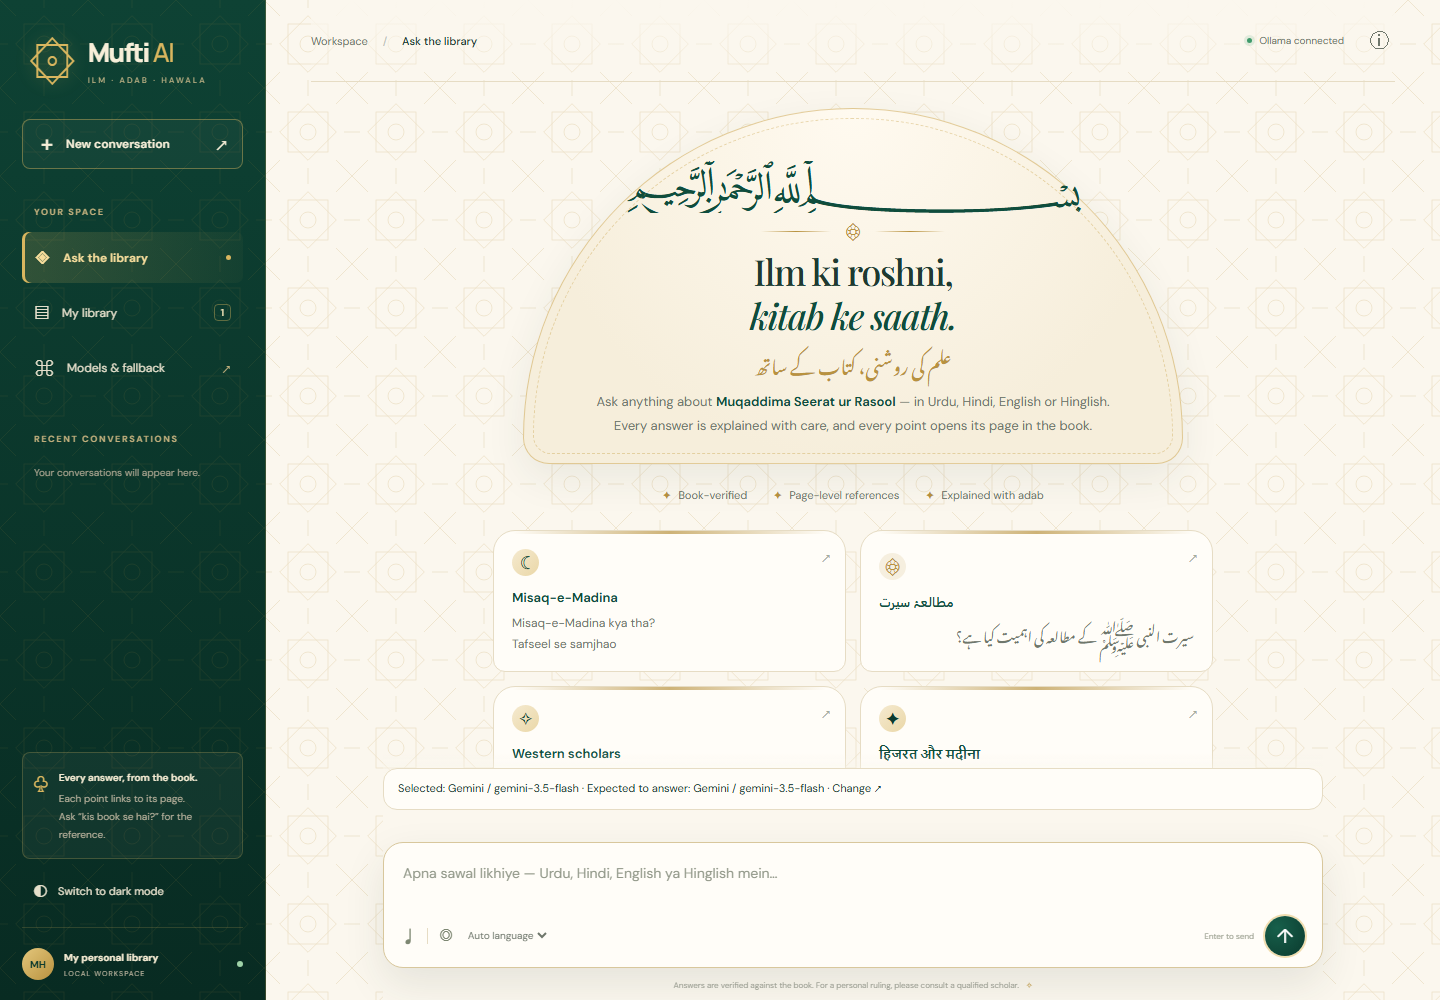 Mufti AI
ILM · ADAB · HAWALA
+ New conversation ↗
YOUR SPACE
Ask the library
My library 1
Models & fallback ↗
RECENT CONVERSATIONS
Your conversations will appear here.
Every answer, from the book.
Each point links to its page.
Ask “kis book se hai?” for the
reference.
Switch to dark mode
MH
My personal library
LOCAL WORKSPACE
Workspace / Ask the library
Ollama connected
بسم الله الرحمن الرحيم
Ilm ki roshni,
kitab ke saath.
علم کی روشنی، کتاب کے ساتھ
Ask anything about Muqaddima Seerat ur Rasool — in Urdu, Hindi, English or Hinglish.
Every answer is explained with care, and every point opens its page in the book.
✦ Book-verified ✦ Page-level references ✦ Explained with adab
Misaq-e-Madina
Misaq-e-Madina kya tha?
Tafseel se samjhao
مطالعۂ سیرت
سیرت النبی ﷺ کے مطالعہ کی اہمیت کیا ہے؟
Western scholars
हिजरत और मदीना
Selected: Gemini / gemini-3.5-flash · Expected to answer: Gemini / gemini-3.5-flash · Change ↗
Apna sawal likhiye — Urdu, Hindi, English ya Hinglish mein...
Auto language
Enter to send
Answers are verified against the book. For a personal ruling, please consult a qualified scholar.